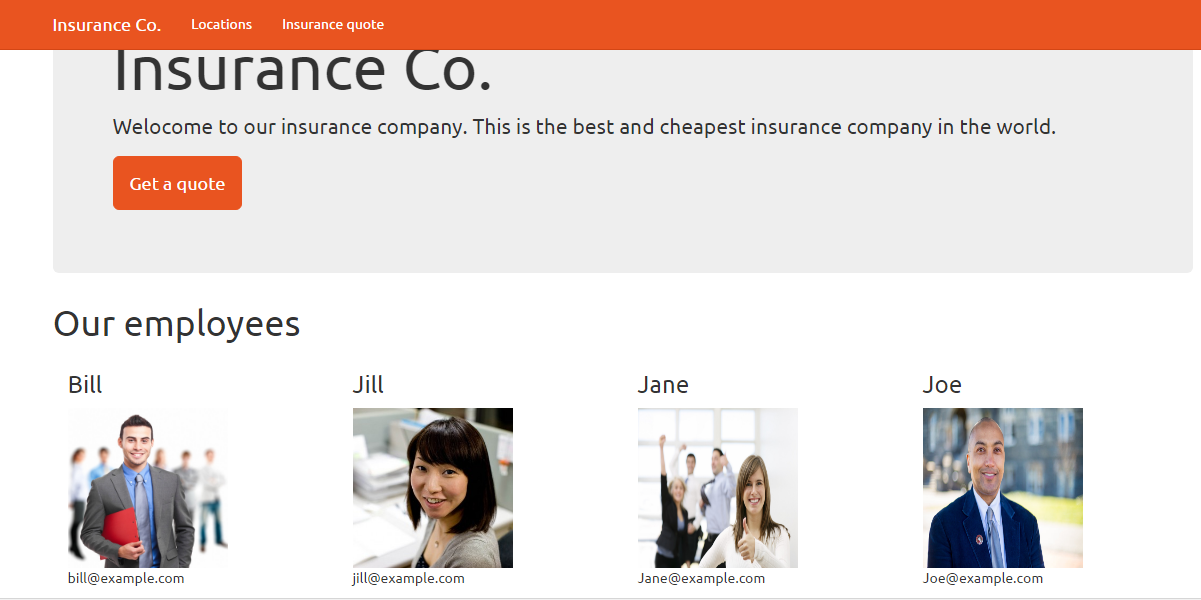 Insurance Co. Locations Insurance quote
Insurance Co.
Welocome to our insurance company. This is the best and cheapest insurance company in the world.
Get a quote
Our employees
Bill Jill Jane Joe
bill@example.com jill@example.com Jane@example.com Joe@example.com